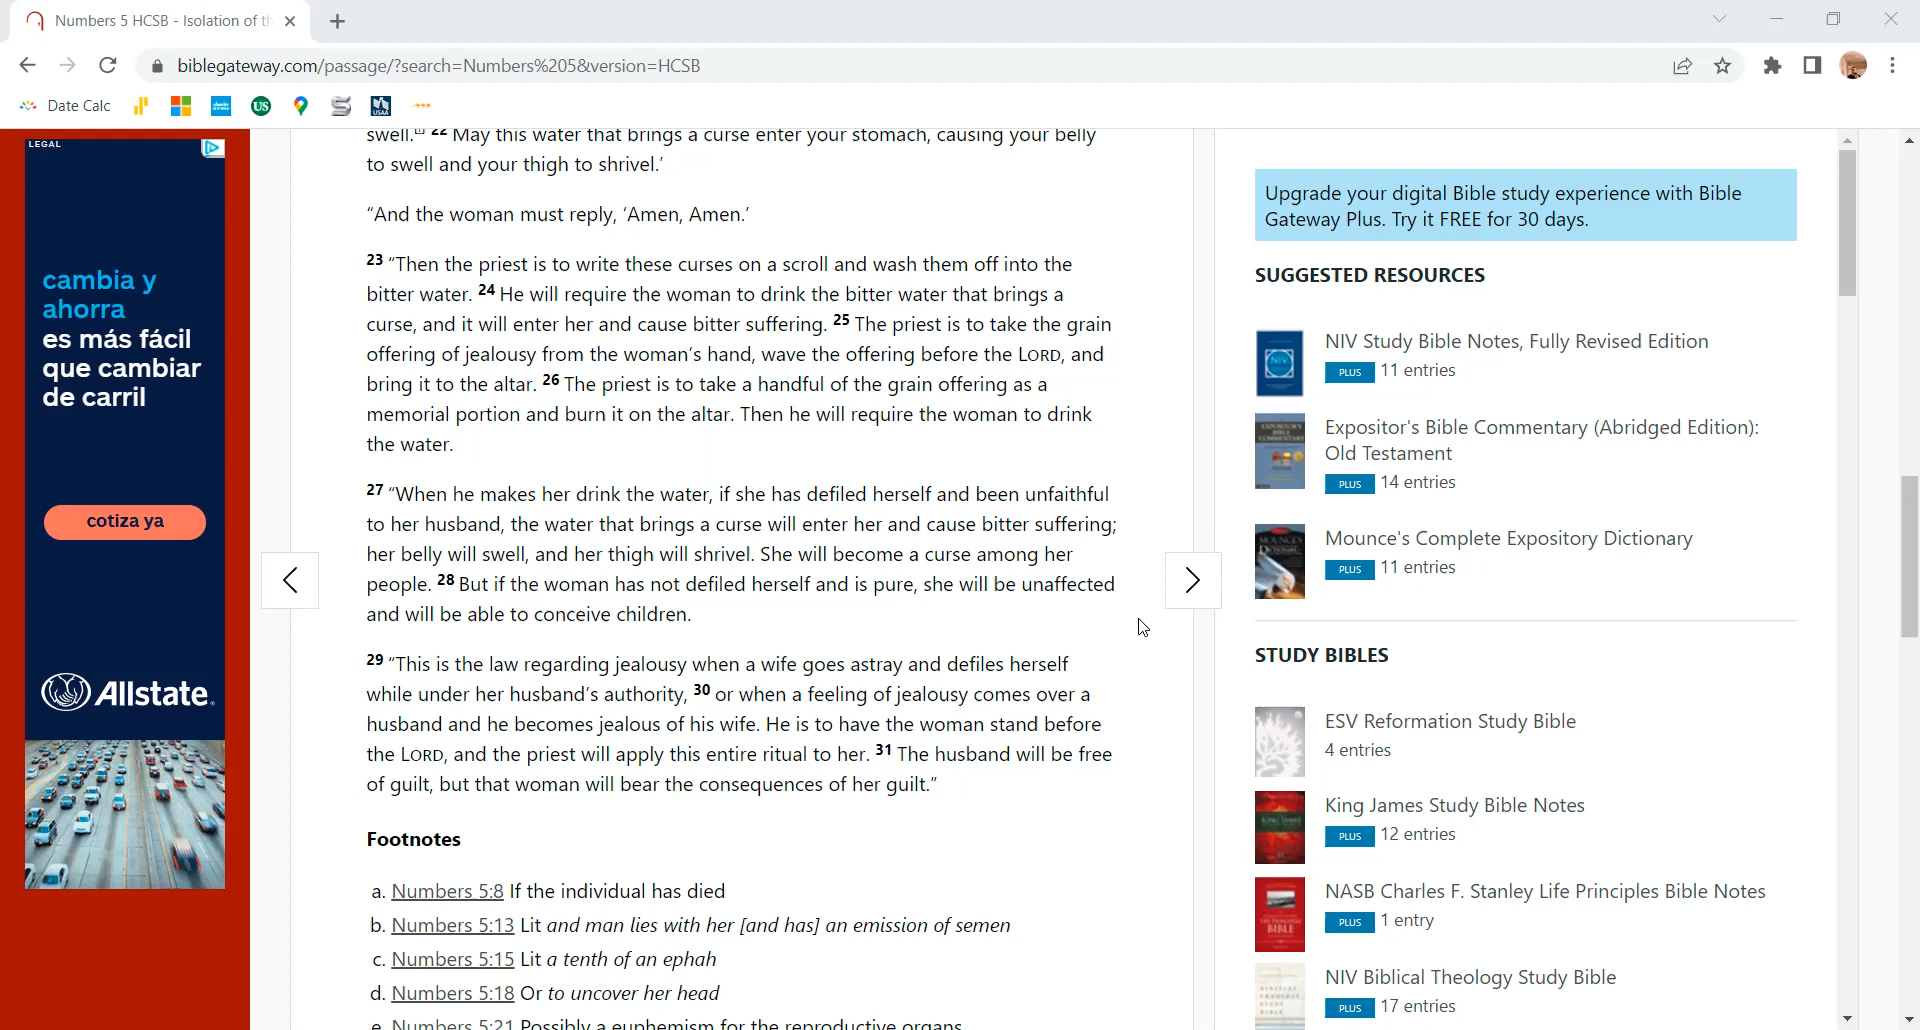 Numbers 5 HCSB - Isolation of th
biblegateway.com/passage/?search=Numbers%205&version=HCSB
Date Calc
US
USAA
LEGAL
cambia y
ahorra
es más fácil
que cambiar
de carril
cotiza ya
Allstate.
swell.[e] 22 May this water that brings a curse enter your stomach, causing your belly
to swell and your thigh to shrivel.’
“And the woman must reply, ‘Amen, Amen.’
23 “Then the priest is to write these curses on a scroll and wash them off into the
bitter water. 24 He will require the woman to drink the bitter water that brings a
curse, and it will enter her and cause bitter suffering. 25 The priest is to take the grain
offering of jealousy from the woman’s hand, wave the offering before the LORD, and
bring it to the altar. 26 The priest is to take a handful of the grain offering as a
memorial portion and burn it on the altar. Then he will require the woman to drink
the water.
27 “When he makes her drink the water, if she has defiled herself and been unfaithful
to her husband, the water that brings a curse will enter her and cause bitter suffering;
her belly will swell, and her thigh will shrivel. She will become a curse among her
people. 28 But if the woman has not defiled herself and is pure, she will be unaffected
and will be able to conceive children.
29 “This is the law regarding jealousy when a wife goes astray and defiles herself
while under her husband’s authority, 30 or when a feeling of jealousy comes over a
husband and he becomes jealous of his wife. He is to have the woman stand before
the LORD, and the priest will apply this entire ritual to her. 31 The husband will be free
of guilt, but that woman will bear the consequences of her guilt.”
Footnotes
a. Numbers 5:8 If the individual has died
b. Numbers 5:13 Lit and man lies with her [and has] an emission of semen
c. Numbers 5:15 Lit a tenth of an ephah
d. Numbers 5:18 Or to uncover her head
e. Numbers 5:21 Possibly a euphemism for the reproductive organs
Upgrade your digital Bible study experience with Bible
Gateway Plus. Try it FREE for 30 days.
SUGGESTED RESOURCES
NIV
NIV Study Bible Notes, Fully Revised Edition
PLUS 11 entries
EXPOSITOR'S
BIBLE
COMMENTARY
Expositor's Bible Commentary (Abridged Edition):
Old Testament
PLUS 14 entries
MOUNCE'S
Mounce's Complete Expository Dictionary
PLUS 11 entries
STUDY BIBLES
ESV Reformation Study Bible
4 entries
KING JAMES
King James Study Bible Notes
PLUS 12 entries
BIBLE
NASB Charles F. Stanley Life Principles Bible Notes
PLUS 1 entry
NIV Biblical Theology Study Bible
PLUS 17 entries